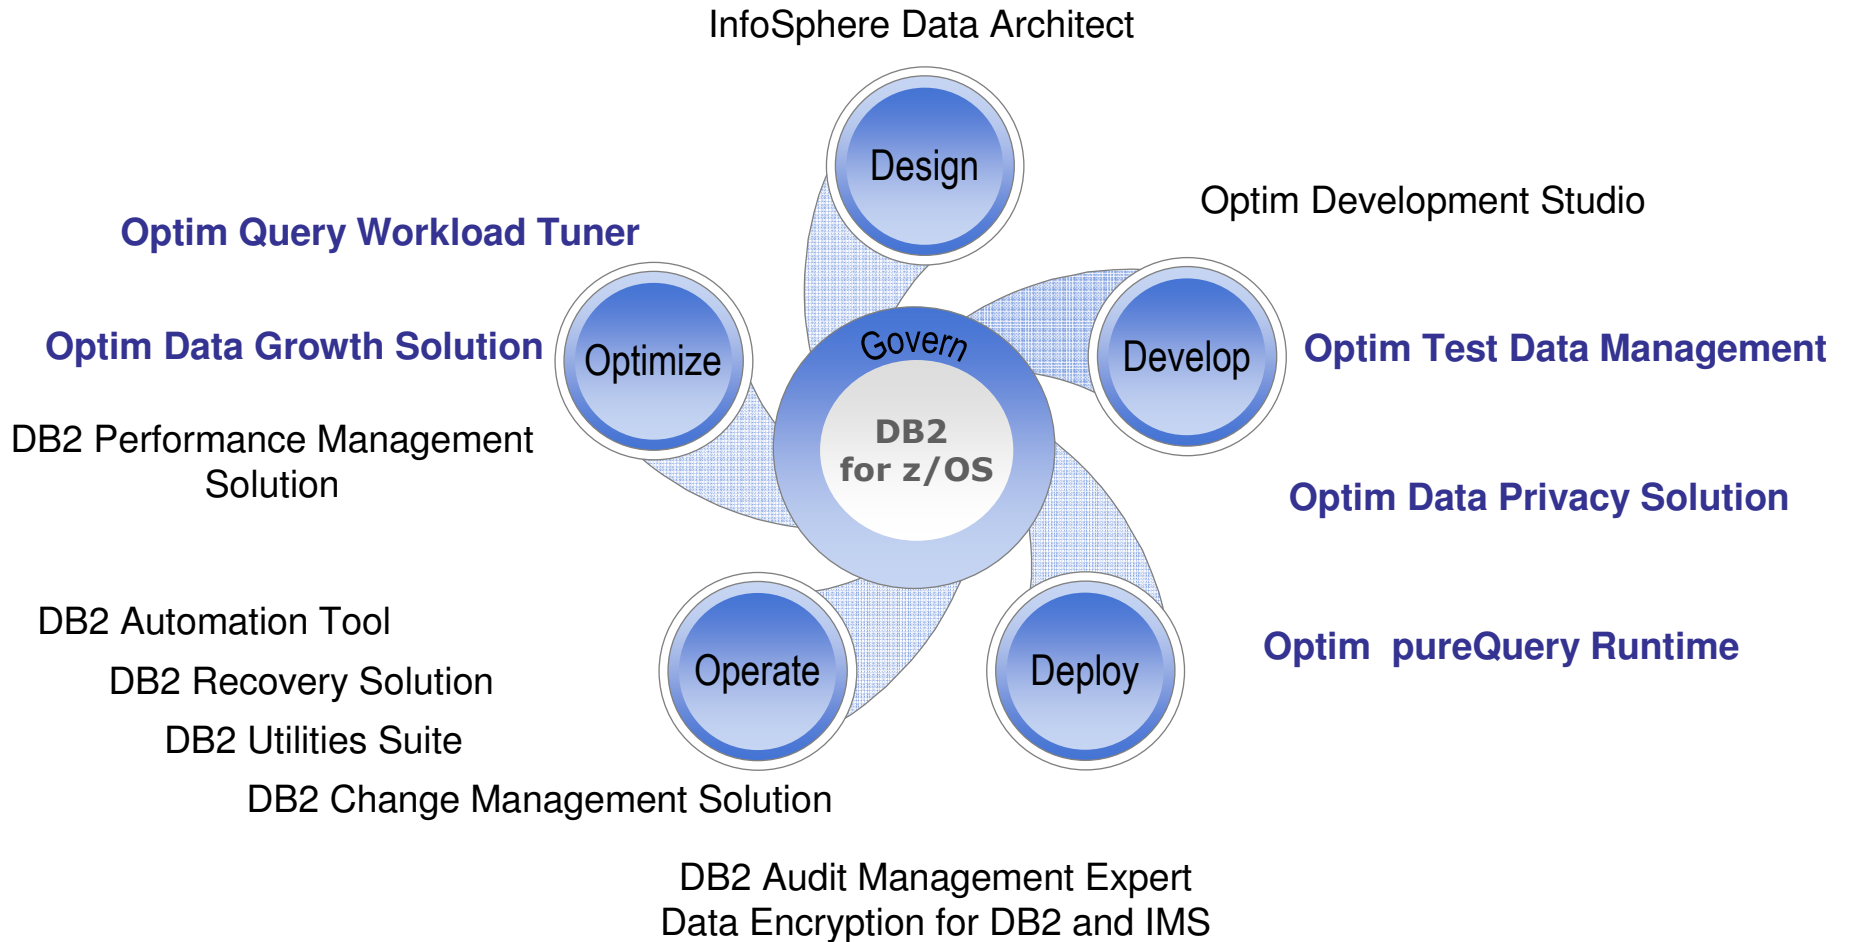 InfoSphere Data Architect
Design
Optim Development Studio
Optim Query Workload Tuner
Optim Data Growth Solution
Optimize
Govern
Develop
Optim Test Data Management
DB2 Performance Management
Solution
DB2
for z/OS
Optim Data Privacy Solution
DB2 Automation Tool
DB2 Recovery Solution
DB2 Utilities Suite
DB2 Change Management Solution
Operate
Deploy
Optim pureQuery Runtime
DB2 Audit Management Expert
Data Encryption for DB2 and IMS